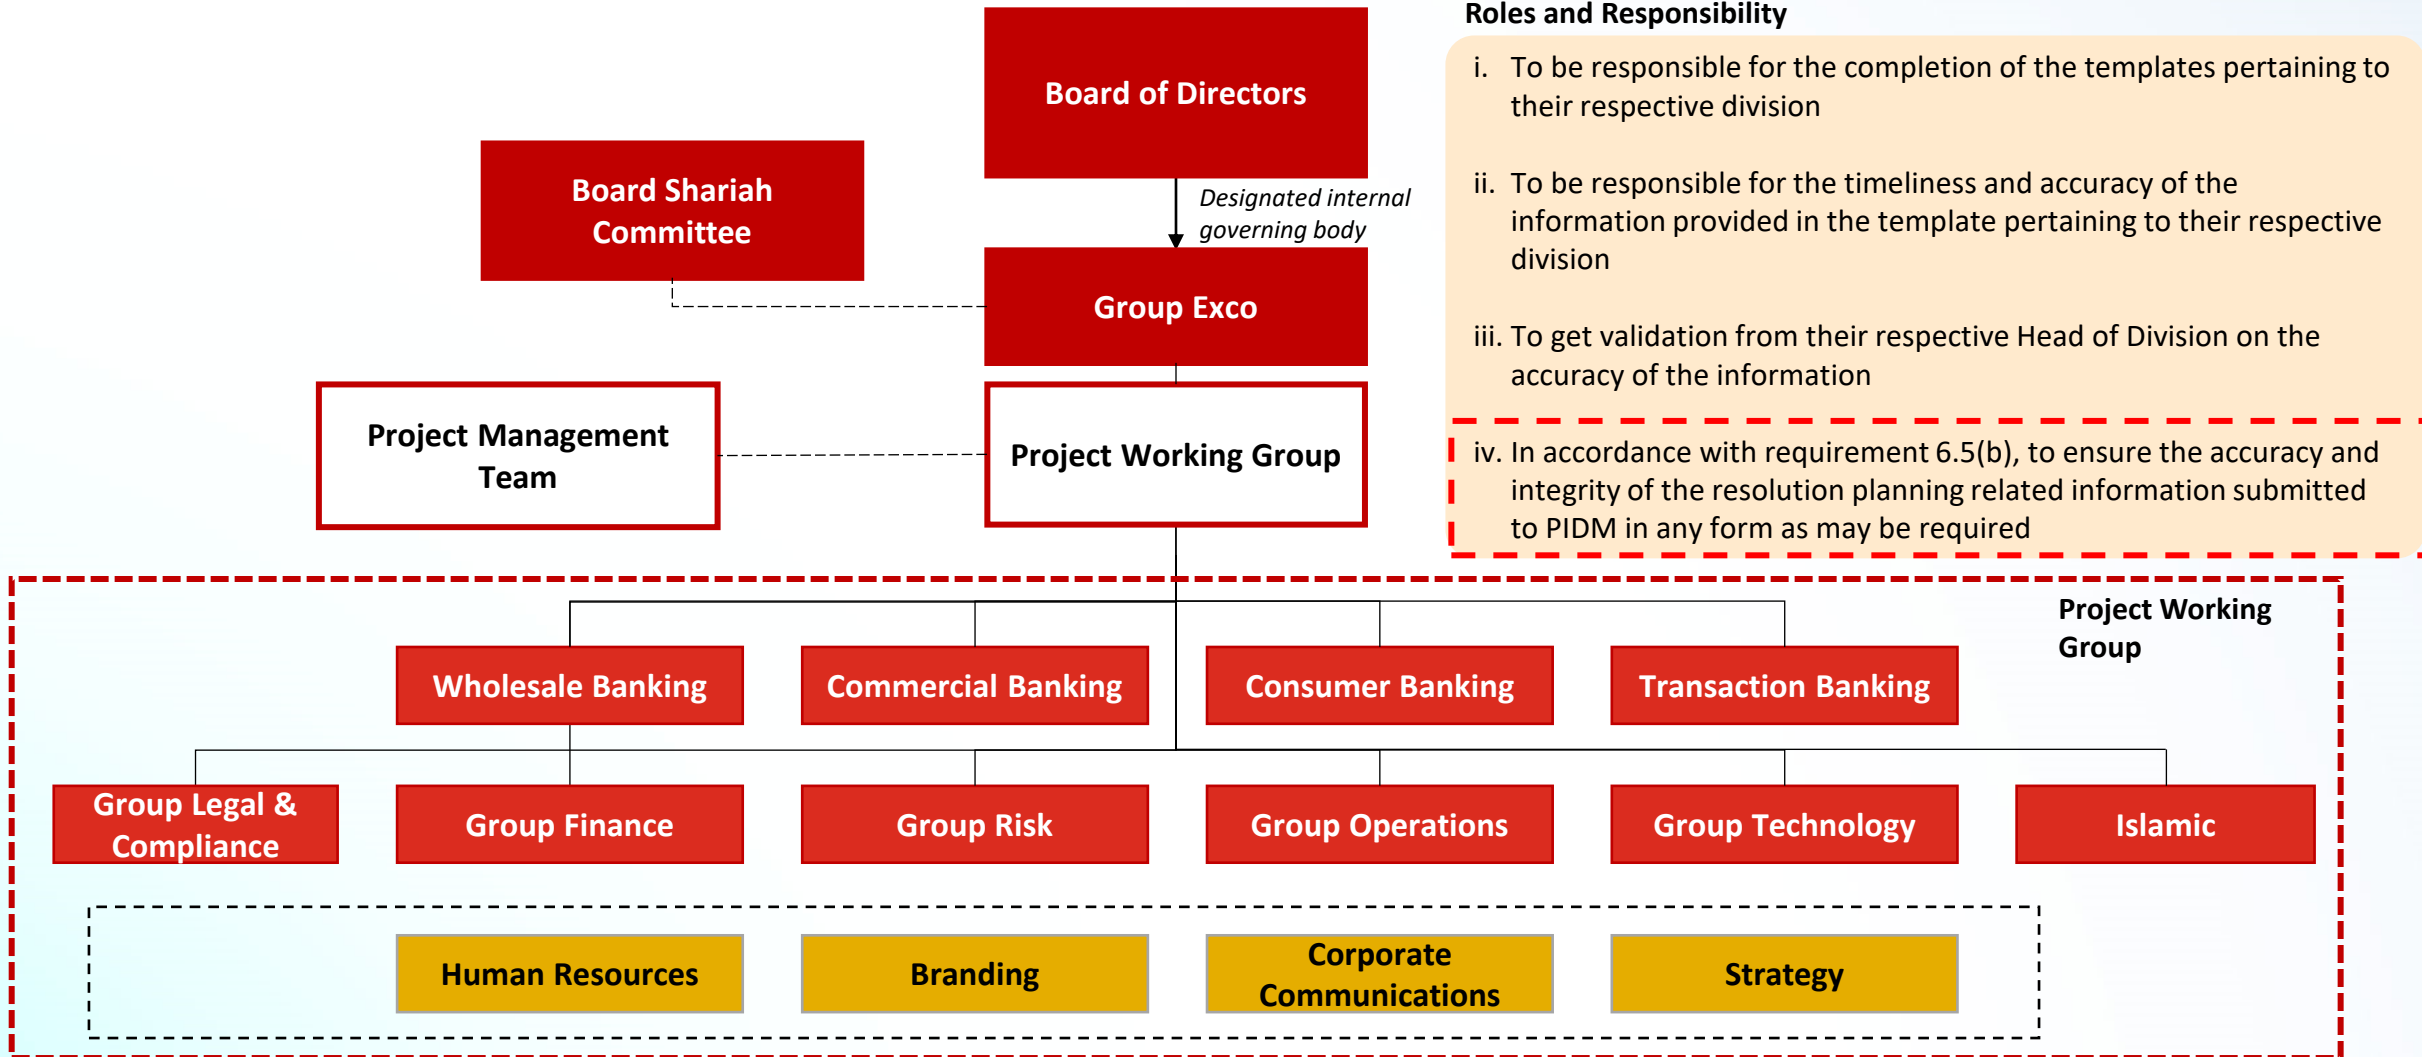 Board of Directors
Board Shariah
Committee
Designated internal
governing body
Group Exco
Project Management
Team
Project Working Group
Roles and Responsibility
i. To be responsible for the completion of the templates pertaining to
their respective division
ii. To be responsible for the timeliness and accuracy of the
information provided in the template pertaining to their respective
division
iii. To get validation from their respective Head of Division on the
accuracy of the information
iv. In accordance with requirement 6.5(b), to ensure the accuracy and
integrity of the resolution planning related information submitted
to PIDM in any form as may be required
Project Working
Group
Wholesale Banking
Commercial Banking
Consumer Banking
Transaction Banking
Group Legal &
Compliance
Group Finance
Group Risk
Group Operations
Group Technology
Islamic
Human Resources
Branding
Corporate
Communications
Strategy